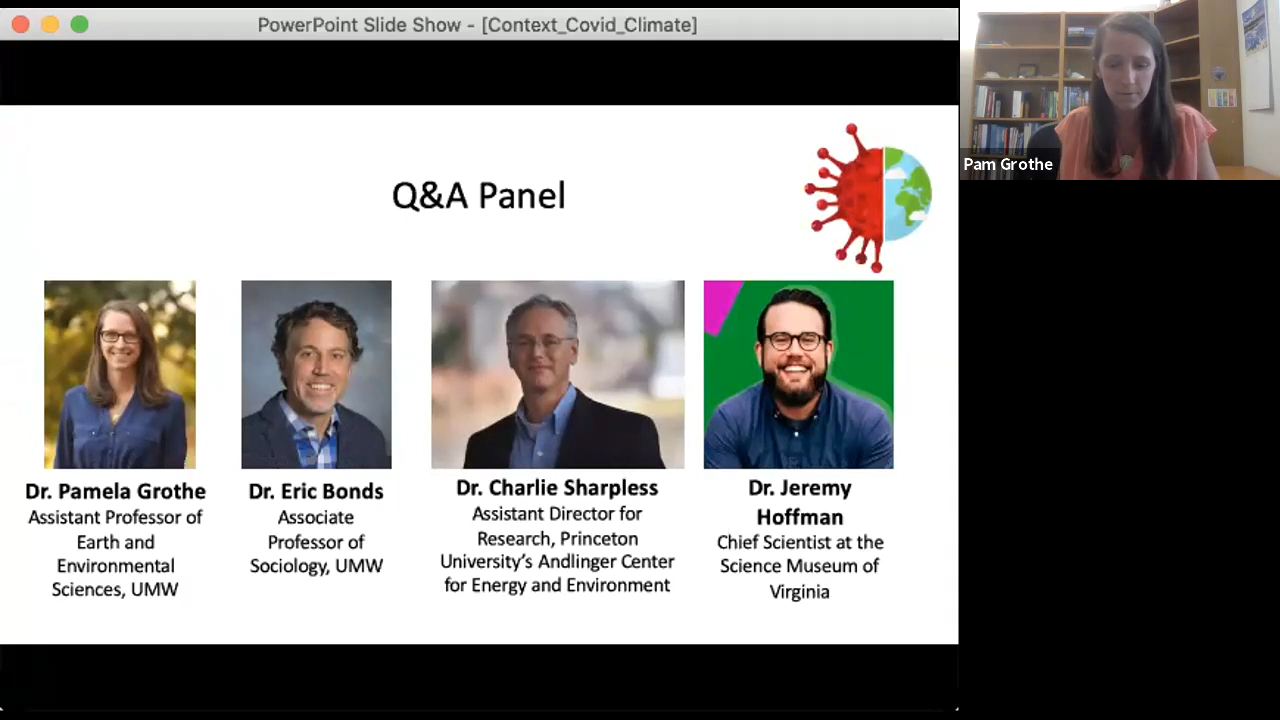 PowerPoint Slide Show - [Context_Covid_Climate]
Pam Grothe
Q&A Panel
Dr. Pamela Grothe
Assistant Professor of
Earth and
Environmental
Sciences, UMW
Dr. Eric Bonds
Associate
Professor of
Sociology, UMW
Dr. Charlie Sharpless
Assistant Director for
Research, Princeton
University's Andlinger Center
for Energy and Environment
Dr. Jeremy
Hoffman
Chief Scientist at the
Science Museum of
Virginia